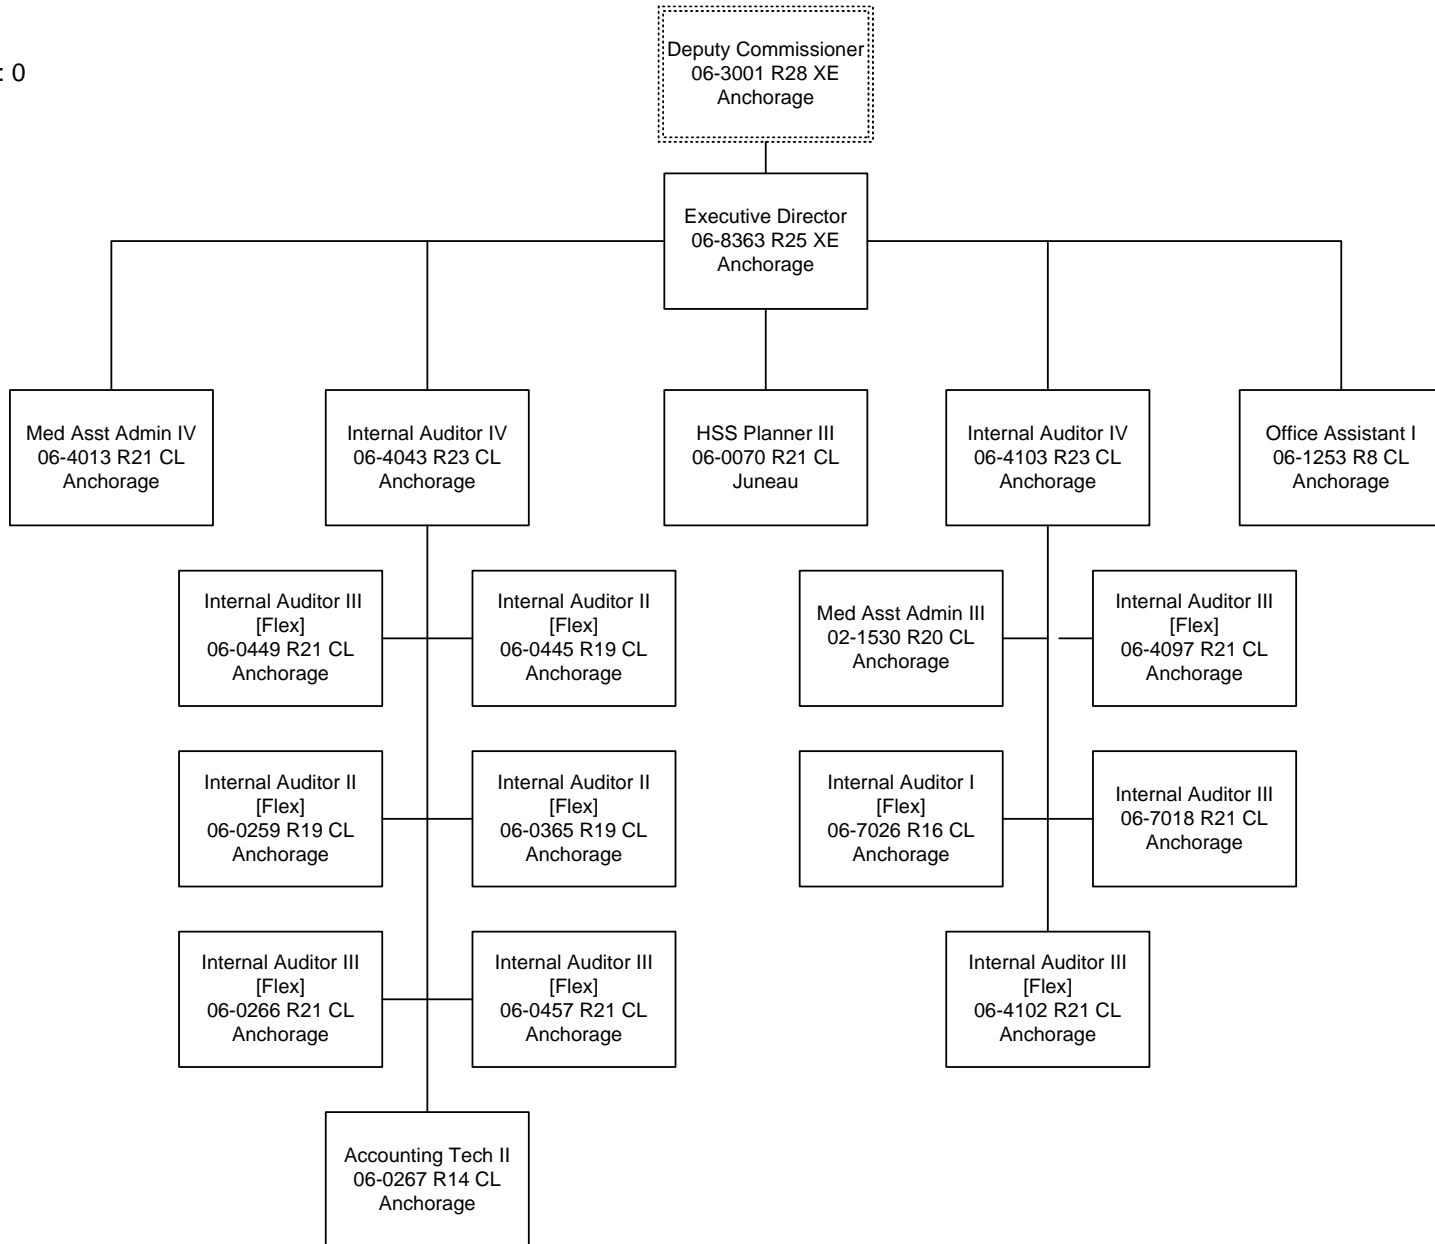 : 0
Deputy Commissioner
06-3001 R28 XE
Anchorage
Executive Director
06-8363 R25 XE
Anchorage
Med Asst Admin IV
06-4013 R21 CL
Anchorage
Internal Auditor IV
06-4043 R23 CL
Anchorage
HSS Planner III
06-0070 R21 CL
Juneau
Internal Auditor IV
06-4103 R23 CL
Anchorage
Office Assistant I
06-1253 R8 CL
Anchorage
Internal Auditor III
[Flex]
06-0449 R21 CL
Anchorage
Internal Auditor II
[Flex]
06-0445 R19 CL
Anchorage
Med Asst Admin III
02-1530 R20 CL
Anchorage
Internal Auditor III
[Flex]
06-4097 R21 CL
Anchorage
Internal Auditor II
[Flex]
06-0259 R19 CL
Anchorage
Internal Auditor II
[Flex]
06-0365 R19 CL
Anchorage
Internal Auditor I
[Flex]
06-7026 R16 CL
Anchorage
Internal Auditor III
06-7018 R21 CL
Anchorage
Internal Auditor III
[Flex]
06-0266 R21 CL
Anchorage
Internal Auditor III
[Flex]
06-0457 R21 CL
Anchorage
Internal Auditor III
[Flex]
06-4102 R21 CL
Anchorage
Accounting Tech II
06-0267 R14 CL
Anchorage